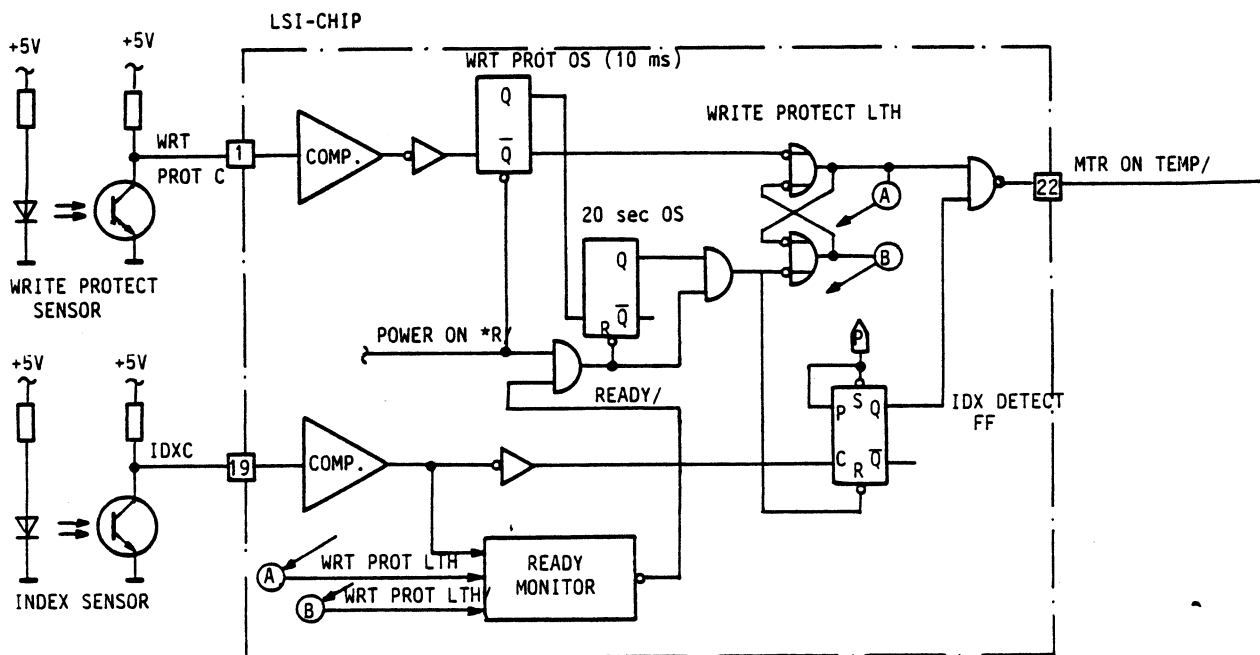 LSI-CHIP
+5V
+5V
WRT PROT OS (10 ms)
WRITE PROTECT LTH
Q
WRT
PROT C
1
COMP.
Q
22
MTR ON TEMP/
A
20 sec OS
Q
B
WRITE PROTECT
SENSOR
Q
R
POWER ON *R/
P
+5V
+5V
READY/
P
S
Q
IDX DETECT
FF
IDXC
19
COMP.
C
R
Q
A
WRT PROT LTH
READY
MONITOR
B
WRT PROT LTH/
INDEX SENSOR